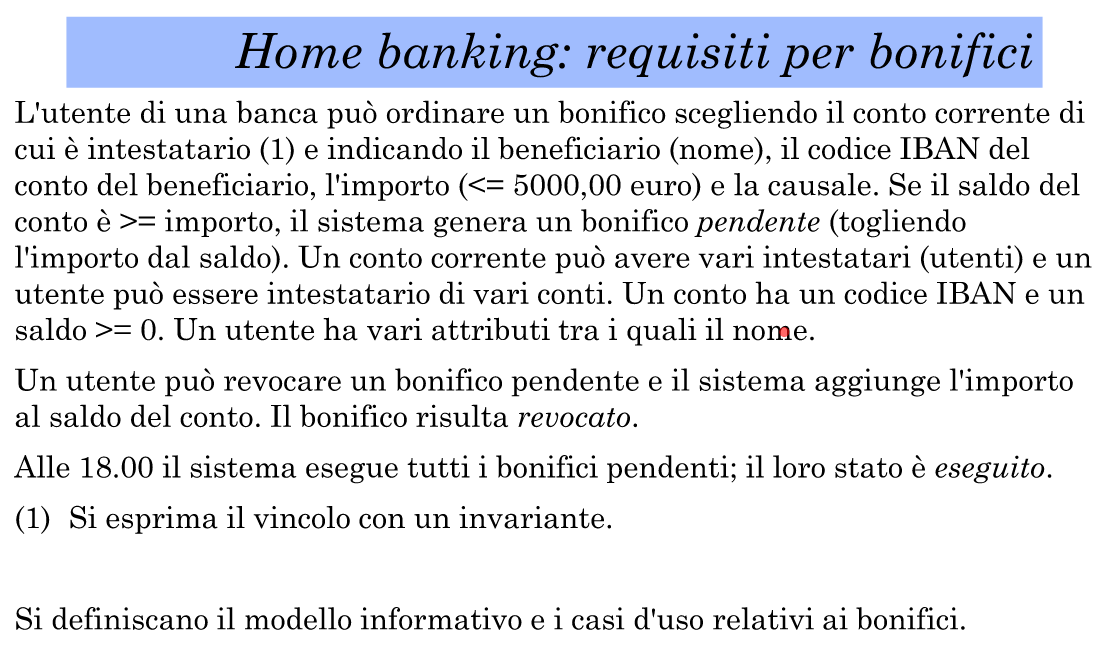 Home banking: requisiti per bonifici
L'utente di una banca può ordinare un bonifico scegliendo il conto corrente di
cui è intestatario (1) e indicando il beneficiario (nome), il codice IBAN del
conto del beneficiario, l'importo (<= 5000,00 euro) e la causale. Se il saldo del
conto è >= importo, il sistema genera un bonifico pendente (togliendo
l'importo dal saldo). Un conto corrente può avere vari intestatari (utenti) e un
utente può essere intestatario di vari conti. Un conto ha un codice IBAN e un
saldo >= 0. Un utente ha vari attributi tra i quali il nome.
Un utente può revocare un bonifico pendente e il sistema aggiunge l'importo
al saldo del conto. Il bonifico risulta revocato.
Alle 18.00 il sistema esegue tutti i bonifici pendenti; il loro stato è eseguito.
(1) Si esprima il vincolo con un invariante.
Si definiscano il modello informativo e i casi d'uso relativi ai bonifici.